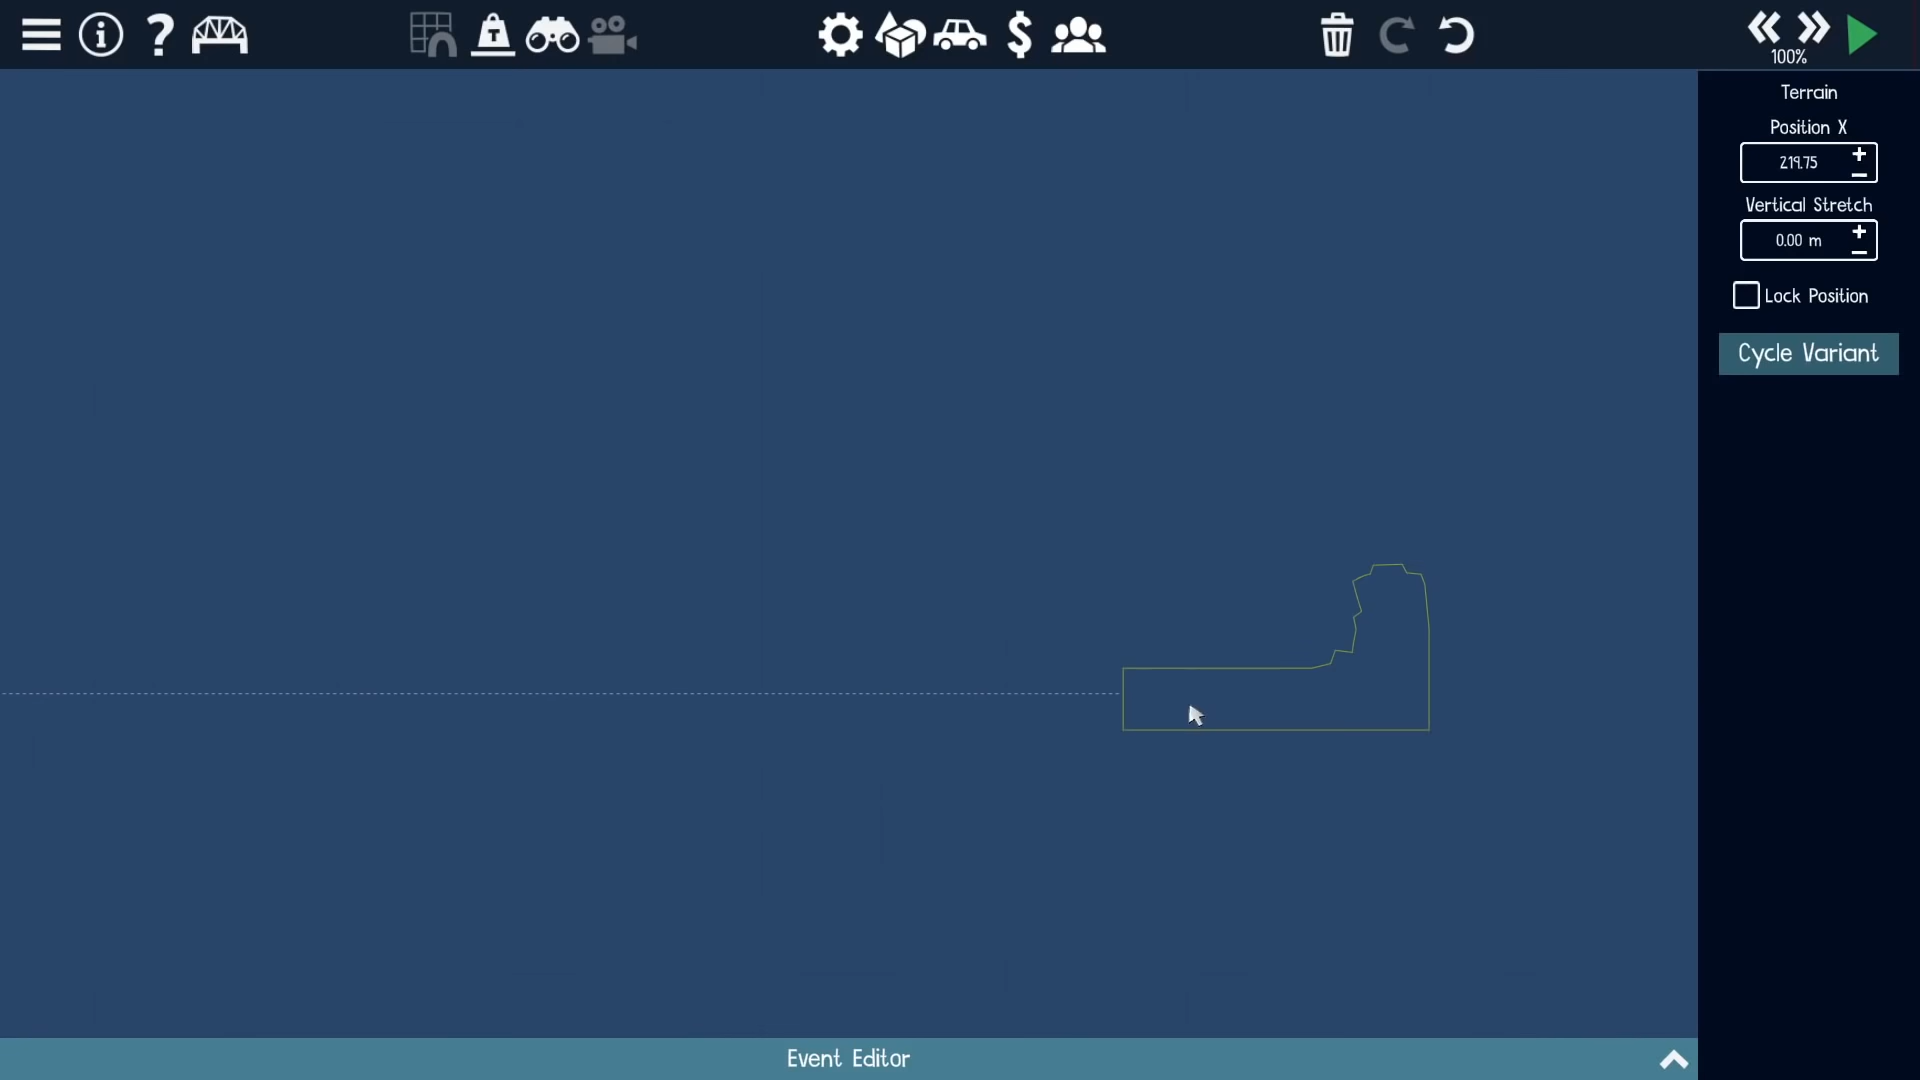 100%
Terrain
Position X
219.75
Vertical Stretch
0.00 m
Lock Position
Cycle Variant
Event Editor